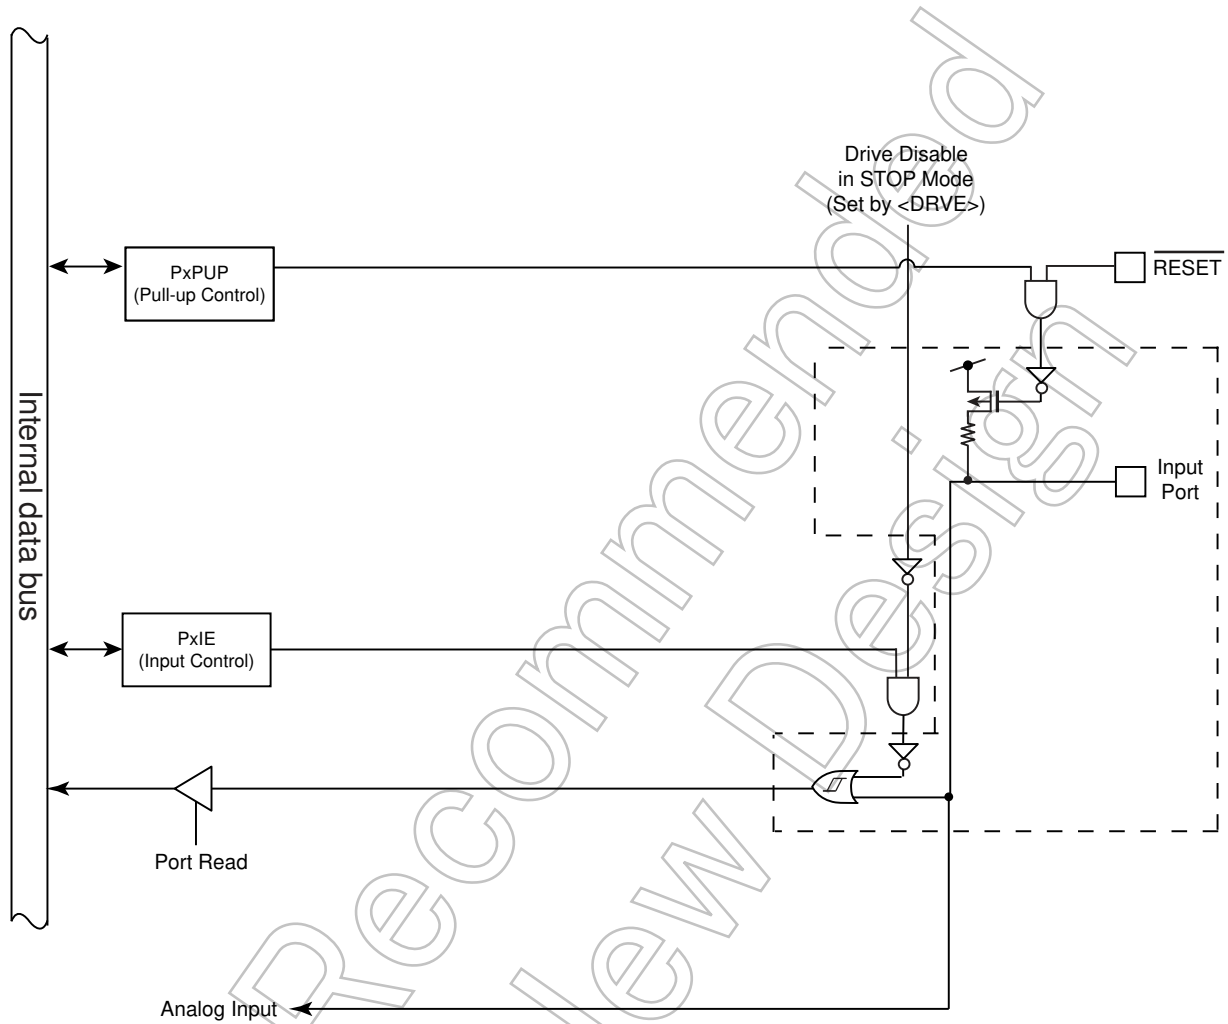 Drive Disable
in STOP Mode
(Set by <DRVE>)
PxPUP
(Pull-up Control)
RESET
Internal data bus
Input
Port
PxIE
(Input Control)
Port Read
Analog Input
Recommended
Design